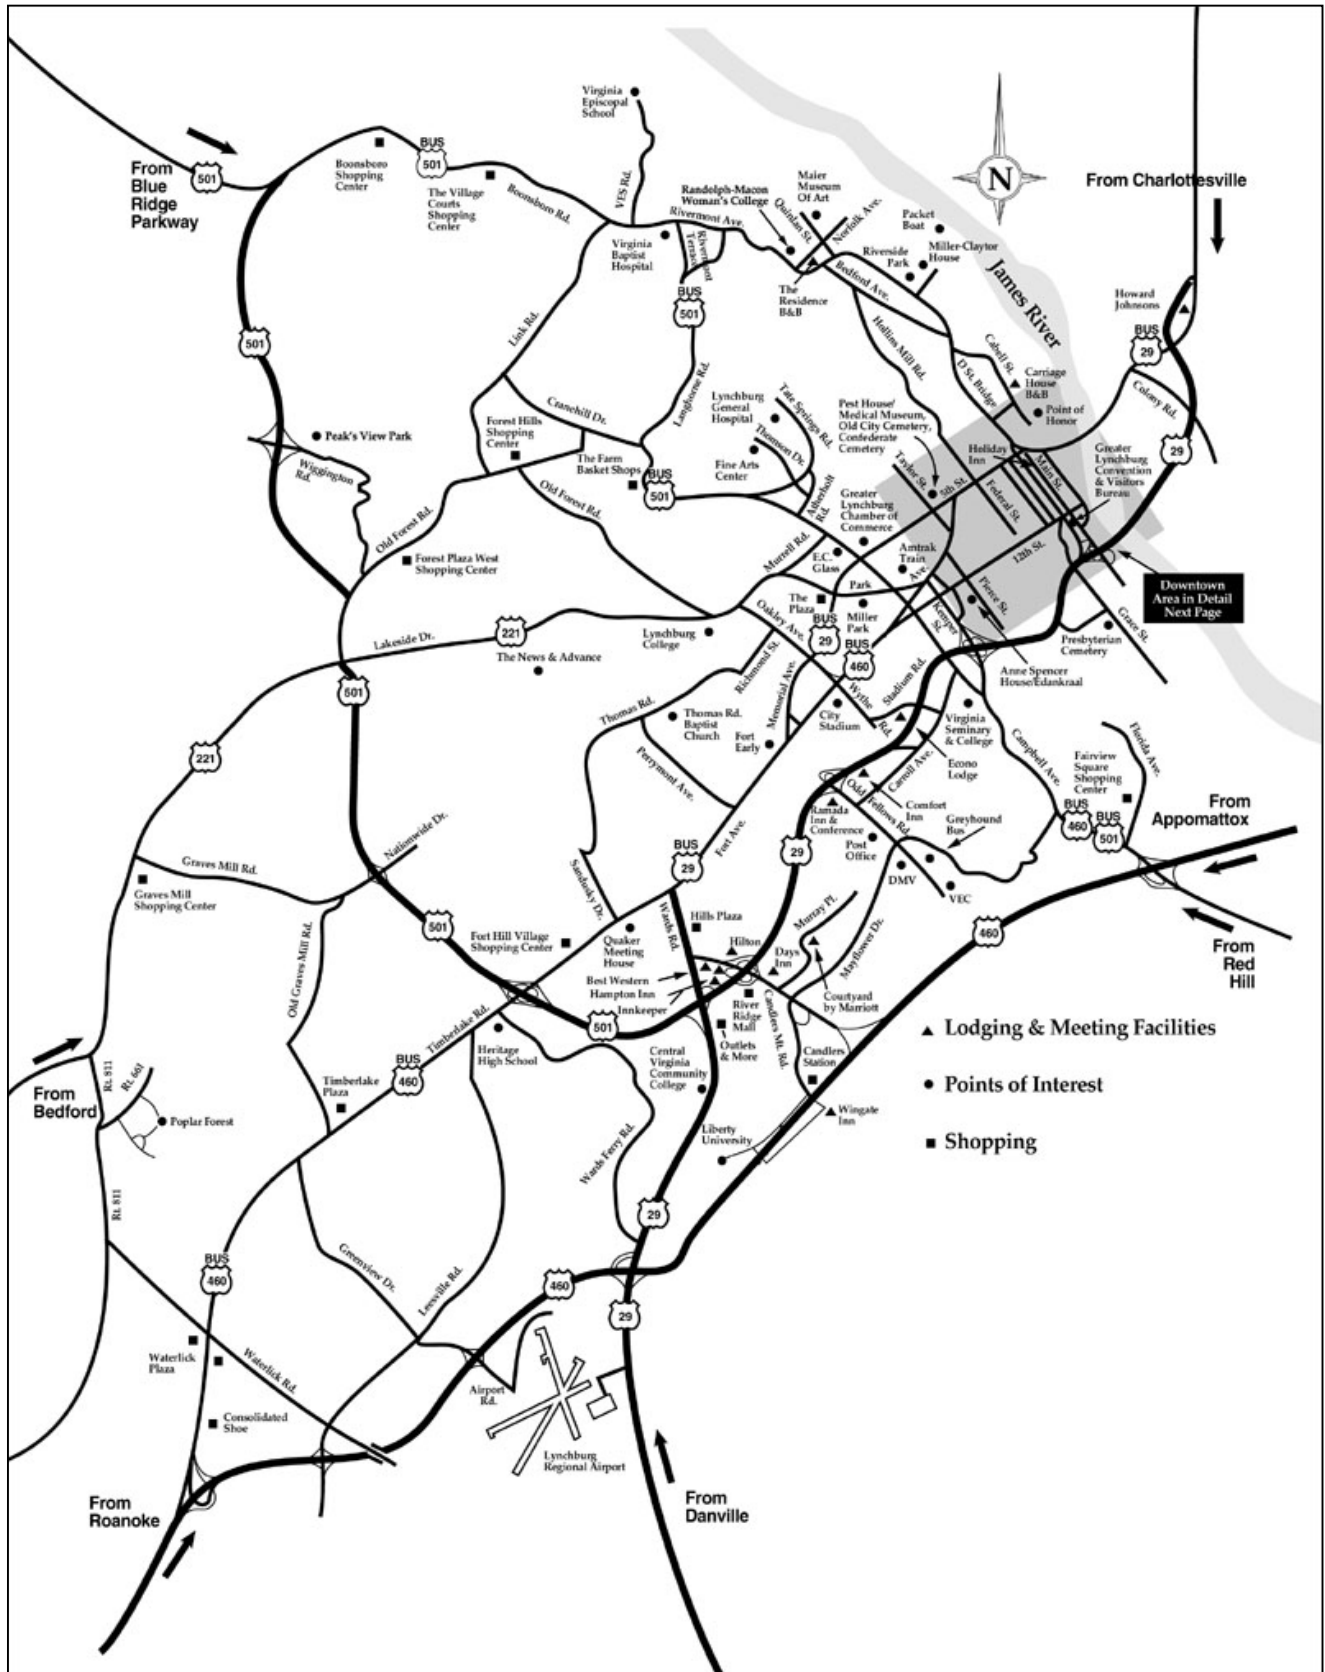 Virginia
Episcopal
School
From
Blue
Ridge
Parkway
501
Boonsboro
Shopping
Center
BUS
501
The Village
Courts
Shopping
Center
Boonsboro Rd.
VES Rd.
Rivermont Ave.
Randolph-Macon
Woman's College
Maier
Museum
Of Art
Quinlan St.
Norfolk Ave.
Packet
Boat
Riverside
Park
Miller-Claytor
House
N
From Charlottesville
Virginia
Baptist
Hospital
Rivermont
Terrace
The
Residence
B&B
Bedford Ave.
James River
Howard
Johnsons
BUS
29
BUS
501
501
Link Rd.
Hollins Mill Rd.
Cabell St.
D St. Bridge
Carriage
House
B&B
Point of
Honor
Colony Rd.
29
Langhorne Rd.
Cranehill Dr.
Lynchburg
General
Hospital
Tate Springs Rd.
Thomson Dr.
Fine Arts
Center
Pest House/
Medical Museum,
Old City Cemetery,
Confederate
Cemetery
Taylor St.
5th St.
Holiday
Inn
Main St.
Federal St.
Greater
Lynchburg
Convention
& Visitors
Bureau
Peak's View Park
Wiggington
Rd.
Forest Hills
Shopping
Center
The Farm
Basket Shops
BUS
501
Old Forest Rd.
Old Forest Rd.
Atherholt
Rd.
Greater
Lynchburg
Chamber of
Commerce
Forest Plaza West
Shopping Center
Murrell Rd.
E.C.
Glass
Amtrak
Train
12th St.
Park
Ave.
Pierce St.
Kemper
St.
Downtown
Area in Detail
Next Page
The
Plaza
Miller
Park
BUS
29
BUS
460
Oakley Ave.
Lynchburg
College
Lakeside Dr.
221
The News & Advance
Grace St.
Presbyterian
Cemetery
Anne Spencer
House/Edankraal
501
Richmond St.
Memorial Ave.
Wythe
Rd.
Stadium Rd.
Thomas Rd.
Thomas Rd.
Baptist
Church
Fort
Early
City
Stadium
Virginia
Seminary
& College
Econo
Lodge
Campbell Ave.
Fairview
Square
Shopping
Center
Florida Ave.
221
Perrymont Ave.
Carroll Ave.
Odd Fellows Rd.
Comfort
Inn
Ramada
Inn &
Conference
Greyhound
Bus
BUS
460
BUS
501
From
Appomattox
Nationwide Dr.
Graves Mill Rd.
Graves Mill
Shopping Center
Fort Ave.
BUS
29
29
Post
Office
DMV
VEC
Sandusky Dr.
Wards Rd.
Murray Pl.
Mayflower Dr.
460
From
Red
Hill
501
Old Graves Mill Rd.
Fort Hill Village
Shopping Center
Quaker
Meeting
House
Hills Plaza
Hilton
Days
Inn
Best Western
Hampton Inn
Innkeeper
Courtyard
by Marriott
River
Ridge
Mall
Candlers Mt. Rd.
Timberlake Rd.
501
Heritage
High School
Outlets
& More
Central
Virginia
Community
College
Candlers
Station
Lodging & Meeting Facilities
Points of Interest
Shopping
From
Bedford
Rt. 811
Rt. 661
Poplar Forest
BUS
460
Timberlake
Plaza
Wingate
Inn
Liberty
University
Wards Ferry Rd.
Rt. 811
29
BUS
460
Greenview Dr.
Leesville Rd.
460
29
Waterlick
Plaza
Waterlick Rd.
Airport
Rd.
Consolidated
Shoe
Lynchburg
Regional Airport
From
Roanoke
From
Danville